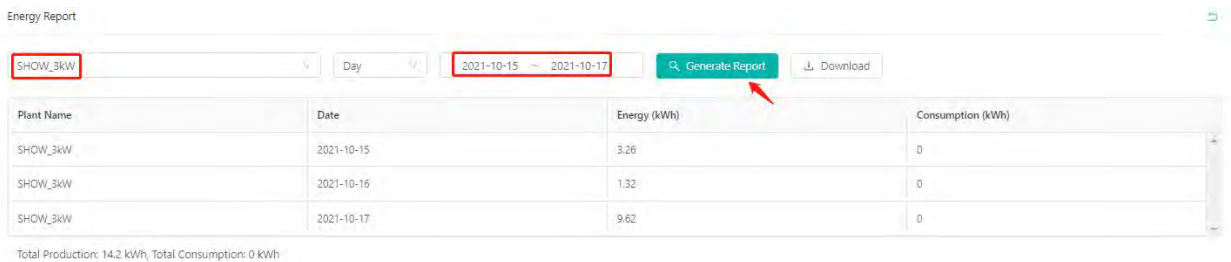 Energy Report
SHOW_3kW Day 2021-10-15 ~ 2021-10-17 Generate Report Download
Plant Name Date Energy (kWh) Consumption (kWh)
SHOW_3kW 2021-10-15 3.26 0
SHOW_3kW 2021-10-16 1.32 0
SHOW_3kW 2021-10-17 9.62 0
Total Production: 14.2 kWh, Total Consumption: 0 kWh